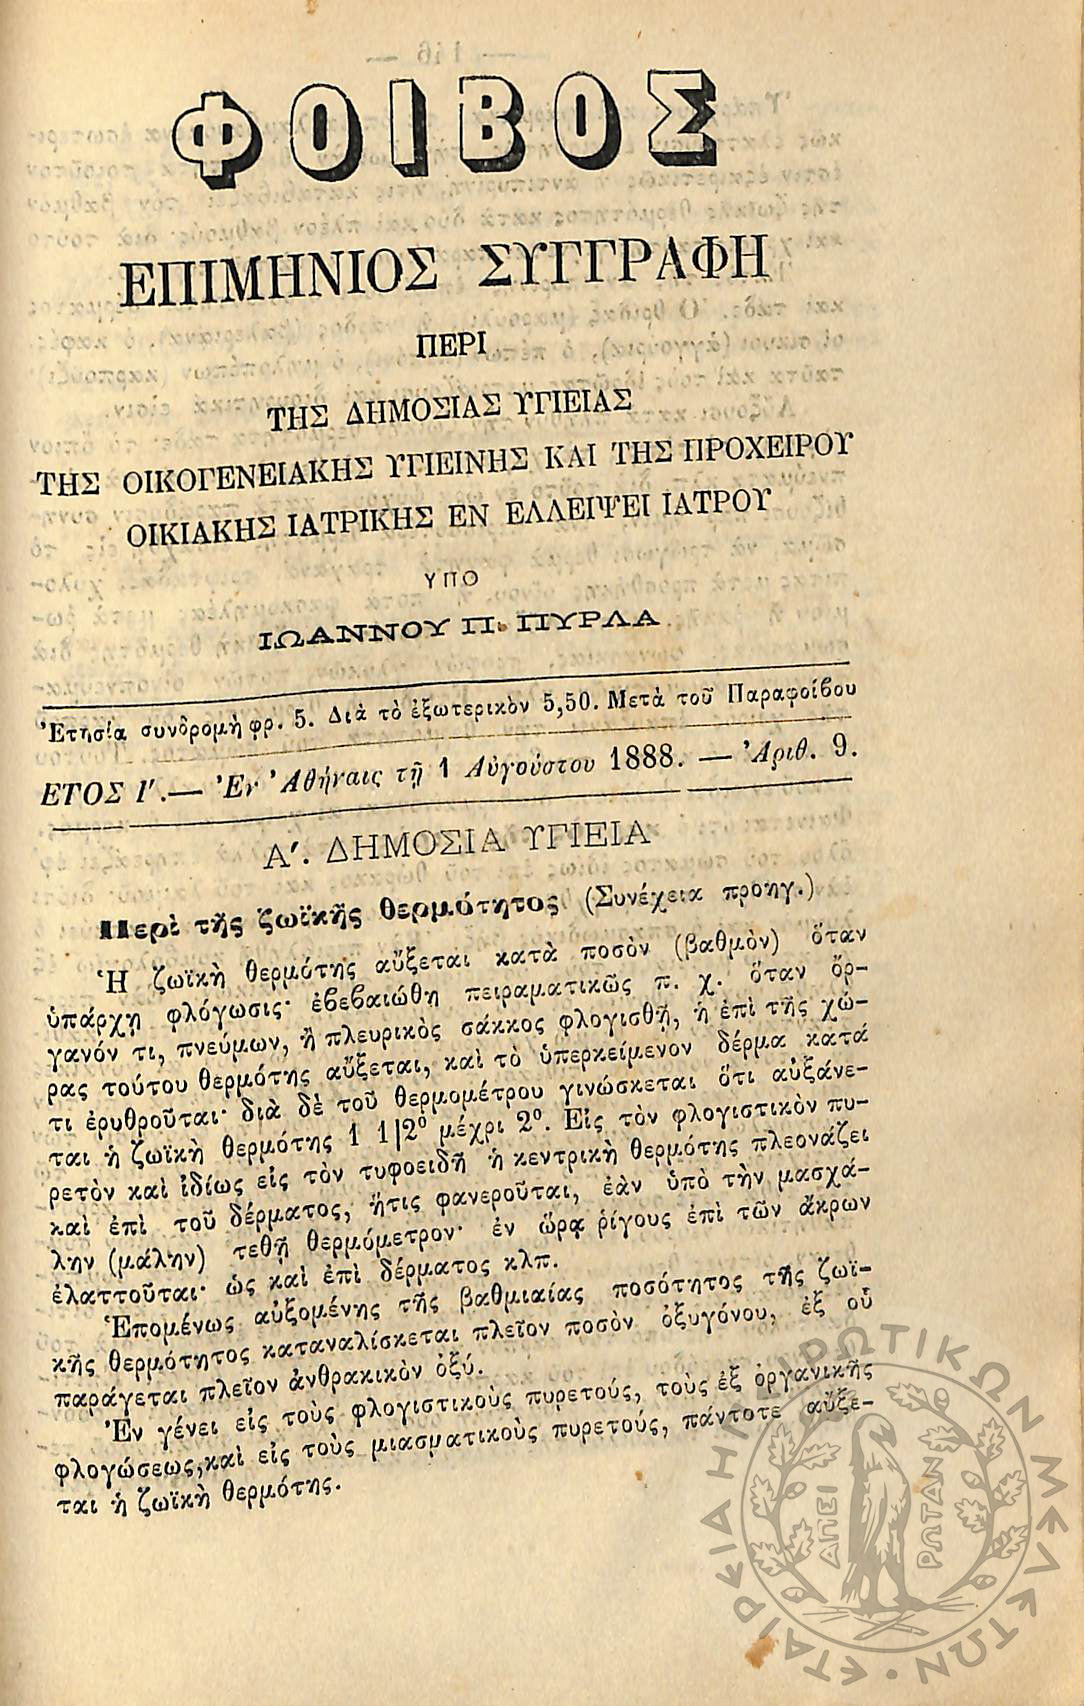 ΦΟΙΒΟΣ
ΕΠΙΜΗΝΙΟΣ ΣΥΓΓΡΑΦΗ
ΠΕΡΙ
ΤΗΣ ΔΗΜΟΣΙΑΣ ΥΓΙΕΙΑΣ
ΤΗΣ ΟΙΚΟΓΕΝΕΙΑΚΗΣ ΥΓΙΕΙΝΗΣ ΚΑΙ ΤΗΣ ΠΡΟΧΕΙΡΟΥ
ΟΙΚΙΑΚΗΣ ΙΑΤΡΙΚΗΣ ΕΝ ΕΛΛΕΙΨΕΙ ΙΑΤΡΟΥ
ΥΠΟ
ΙΩΑΝΝΟΥ Π. ΠΥΡΛΑ
Ἐτησία συνδρομὴ φρ. 5. Διὰ τὸ ἐξωτερικὸν 5,50. Μετὰ τοῦ Παραφοίβου
ΕΤΟΣ Ι'.— Ἐν Ἀθήναις τῇ 1 Αὐγούστου 1888. — Ἀριθ. 9.
Α'. ΔΗΜΟΣΙΑ ΥΓΙΕΙΑ
Περὶ τῆς ζωϊκῆς θερμότητος (Συνέχεια προηγ.)
Ἡ ζωϊκὴ θερμότης αὔξεται κατὰ ποσὸν (βαθμὸν) ὅταν
ὑπάρχῃ φλόγωσις· ἐβεβαιώθη πειραματικῶς π. χ. ὅταν ὄρ-
γανόν τι, πνεύμων, ἢ πλευρικὸς σάκκος φλογισθῇ, ἡ ἐπὶ τῆς χώ-
ρας τούτου θερμότης αὔξεται, καὶ τὸ ὑπερκείμενον δέρμα κατά
τι ἐρυθροῦται· διὰ δὲ τοῦ θερμομέτρου γινώσκεται ὅτι αὐξάνε-
ται ἡ ζωϊκὴ θερμότης 1 1|2° μέχρι 2°. Εἰς τὸν φλογιστικὸν πυ-
ρετὸν καὶ ἰδίως εἰς τὸν τυφοειδῆ ἡ κεντρικὴ θερμότης πλεονάζει
καὶ ἐπὶ τοῦ δέρματος, ἥτις φανεροῦται, ἐὰν ὑπὸ τὴν μασχά-
λην (μάλην) τεθῇ θερμόμετρον· ἐν ὥρᾳ ῥίγους ἐπὶ τῶν ἄκρων
ἐλαττοῦται· ὡς καὶ ἐπὶ δέρματος κλπ.
Ἑπομένως αὐξομένης τῆς βαθμιαίας ποσότητος τῆς ζωϊ-
κῆς θερμότητος καταναλίσκεται πλεῖον ποσὸν ὀξυγόνου, ἐξ οὗ
παράγεται πλεῖον ἀνθρακικὸν ὀξύ.
Ἐν γένει εἰς τοὺς φλογιστικοὺς πυρετούς, τοὺς ἐξ ὀργανικῆς
φλογώσεως,καὶ εἰς τοὺς μιασματικοὺς πυρετούς, πάντοτε αὔξε-
ται ἡ ζωϊκὴ θερμότης.
ΕΤΑΙΡΕΙΑ ΗΠΕΙΡΩΤΙΚΩΝ ΜΕΛΕΤΩΝ
ΑΠΕΙ
ΡΩΤΑΝ